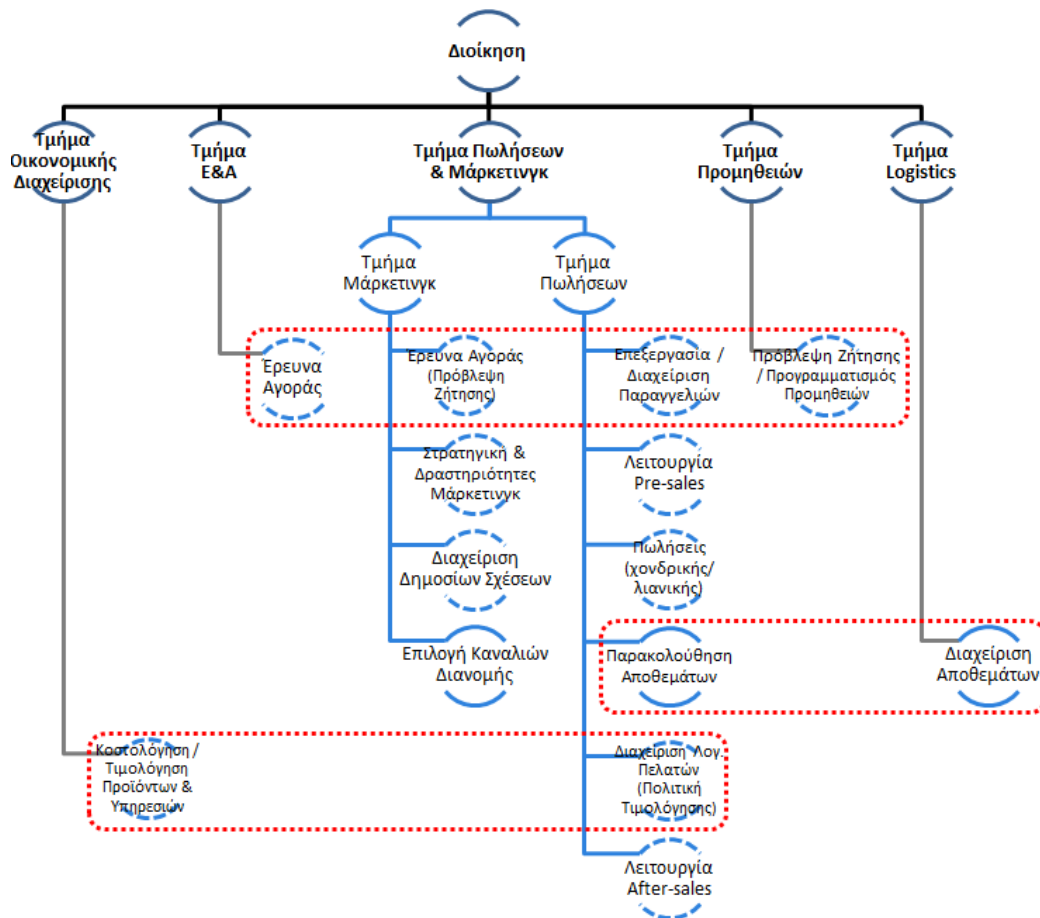 Διοίκηση
Τμήμα
Οικονομικής
Διαχείρισης
Τμήμα
Ε&Α
Τμήμα Πωλήσεων
& Μάρκετινγκ
Τμήμα
Προμηθειών
Τμήμα
Logistics
Τμήμα
Μάρκετινγκ
Τμήμα
Πωλήσεων
Έρευνα
Αγοράς
Έρευνα Αγοράς
(Πρόβλεψη
Ζήτησης)
Επεξεργασία /
Διαχείριση
Παραγγελιών
Πρόβλεψη Ζήτησης
/ Προγραμματισμός
Προμηθειών
Στρατηγική &
Δραστηριότητες
Μάρκετινγκ
Λειτουργία
Pre-sales
Διαχείριση
Δημοσίων Σχέσεων
Πωλήσεις
(χονδρικής/
λιανικής)
Επιλογή Καναλιών
Διανομής
Παρακολούθηση
Αποθεμάτων
Διαχείριση
Αποθεμάτων
Κοστολόγηση /
Τιμολόγηση
Προϊόντων &
Υπηρεσιών
Διαχείριση Λογ.
Πελατών
(Πολιτική
Τιμολόγησης)
Λειτουργία
After-sales